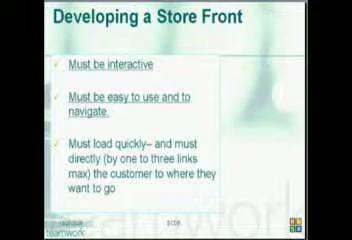 Developing a Store Front
✓ Must be interactive
✓ Must be easy to use and to
navigate.
✓ Must load quickly– and must
directly (by one to three links
max) the customer to where they
want to go
teamwork